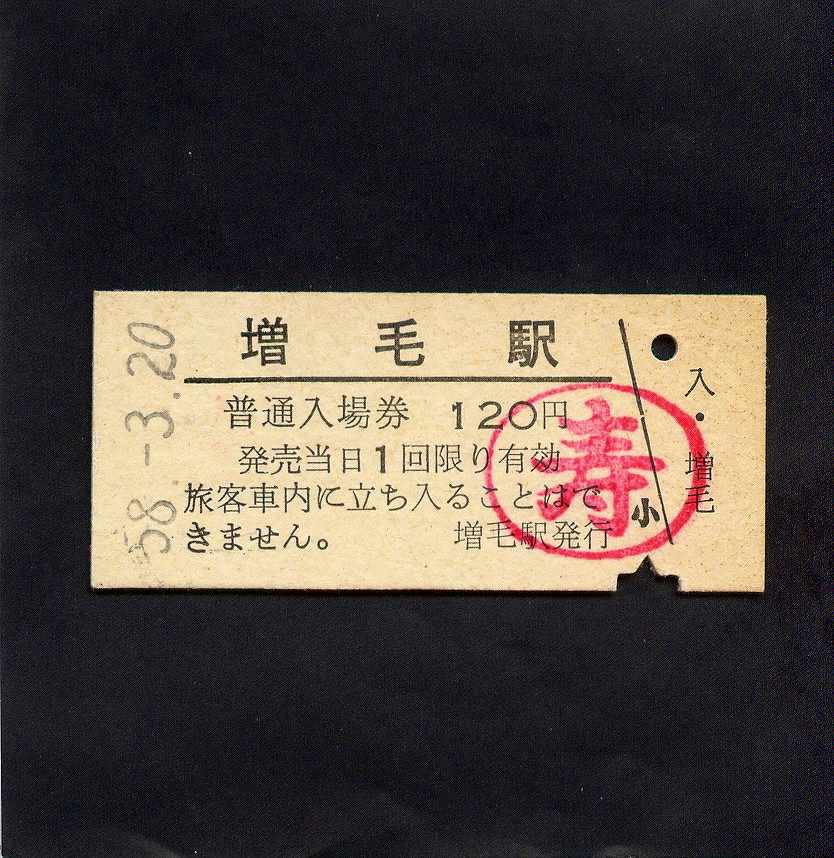 58.-3.20
増毛駅
普通入場券 120円
発売当日1回限り有効
旅客車内に立ち入ることはで
きません。 増毛駅発行
寿
小
入・増毛